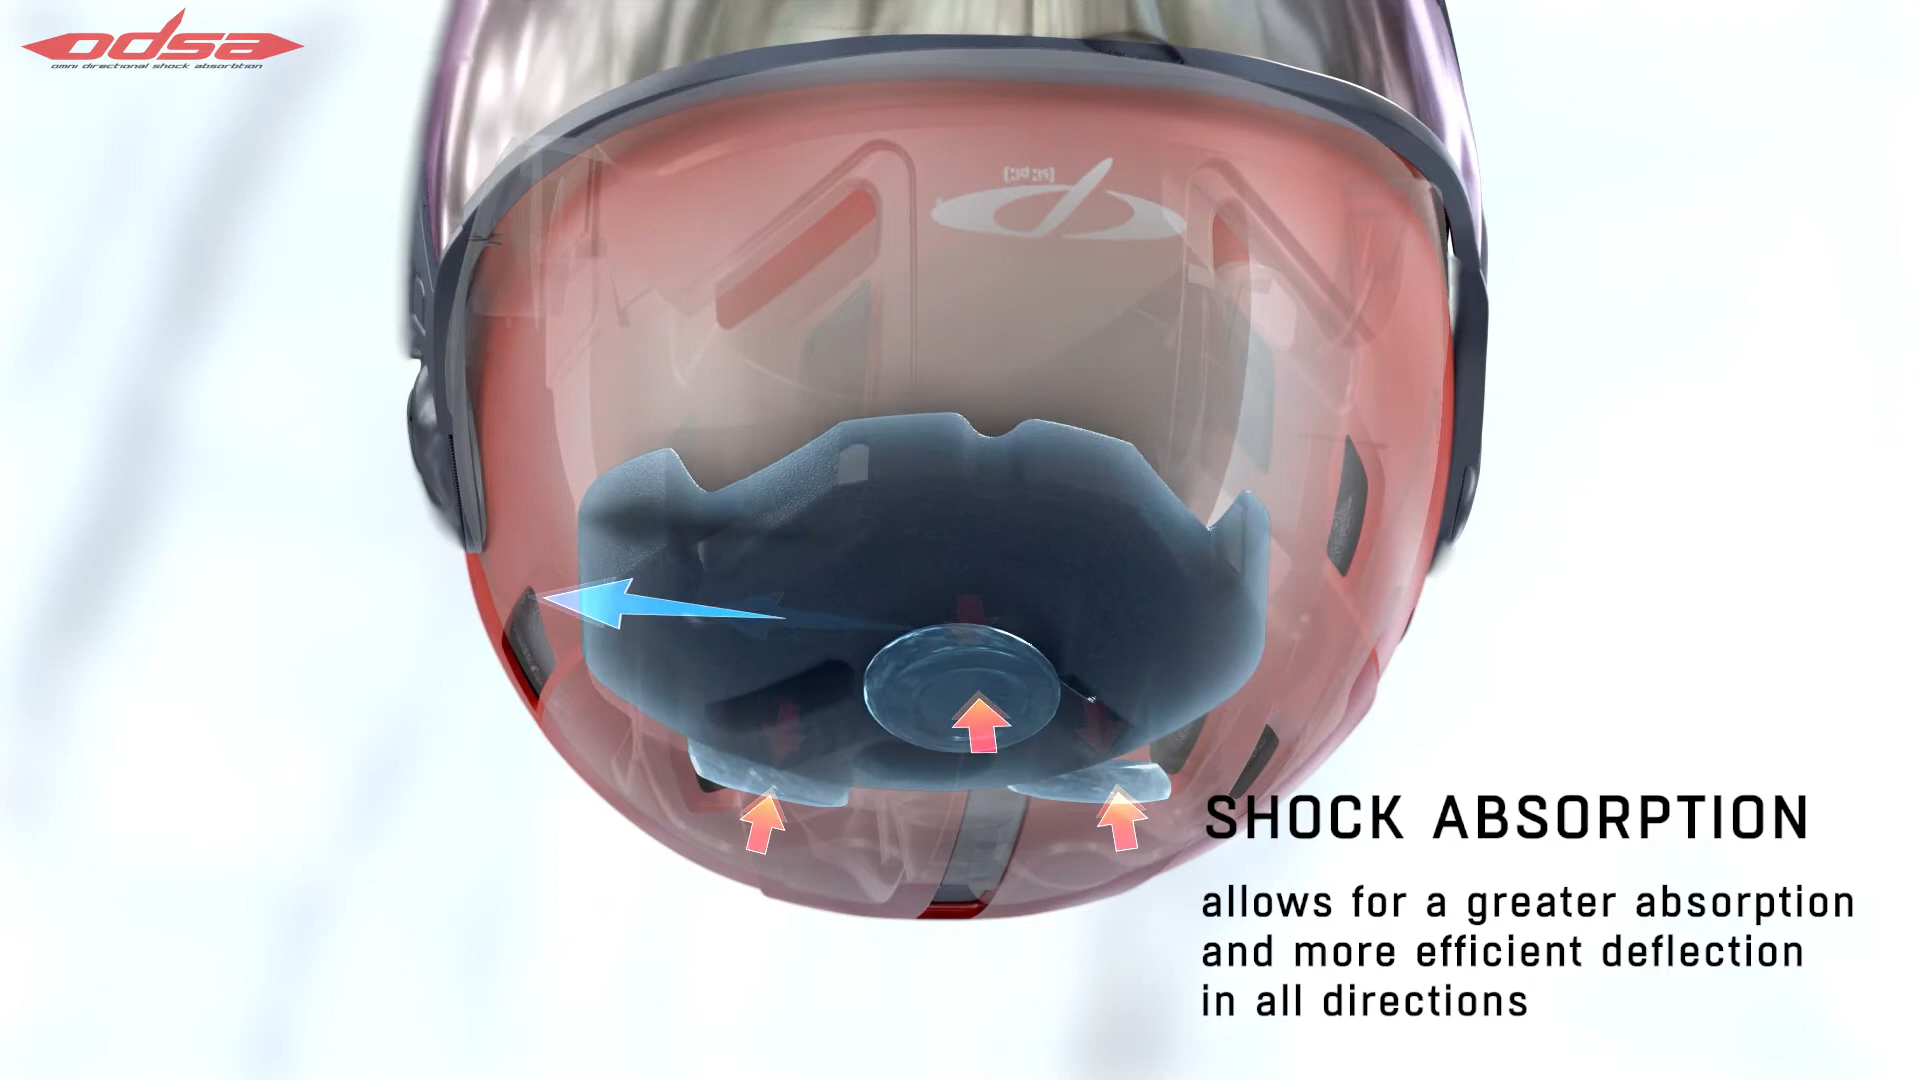 odsa
omni directional shock absorbtion
SHOCK ABSORPTION
allows for a greater absorption
and more efficient deflection
in all directions